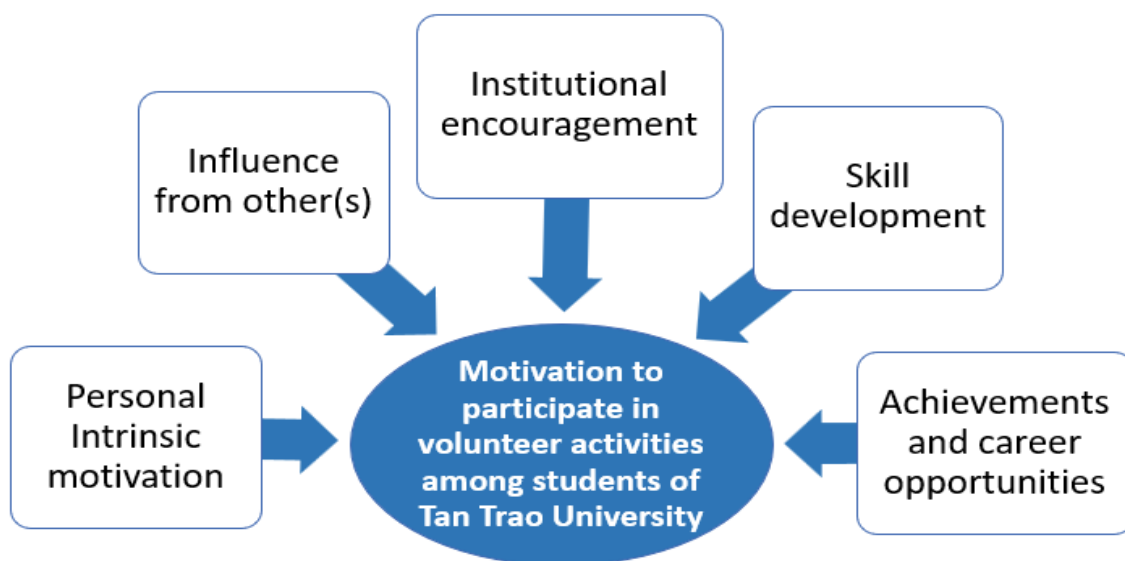 Institutional
encouragement
Influence
from other(s)
Skill
development
Personal
Intrinsic
motivation
Motivation to
participate in
volunteer activities
among students of
Tan Trao University
Achievements
and career
opportunities